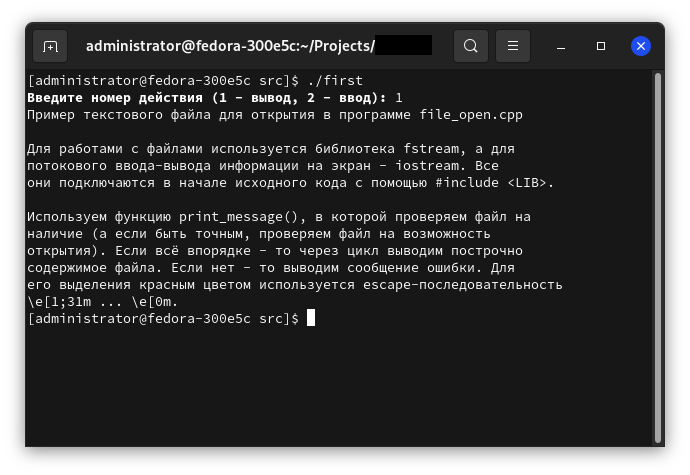 administrator@fedora-300e5c:~/Projects/
[administrator@fedora-300e5c src]$ ./first
Введите номер действия (1 - вывод, 2 - ввод): 1
Пример текстового файла для открытия в программе file_open.cpp
Для работами с файлами используется библиотека fstream, а для
потокового ввода-вывода информации на экран - iostream. Все
они подключаются в начале исходного кода с помощью #include <LIB>.
Используем функцию print_message(), в которой проверяем файл на
наличие (а если быть точным, проверяем файл на возможность
открытия). Если всё впорядке - то через цикл выводим построчно
содержимое файла. Если нет - то выводим сообщение ошибки. Для
его выделения красным цветом используется escape-последовательность
\e[1;31m ... \e[0m.
[administrator@fedora-300e5c src]$